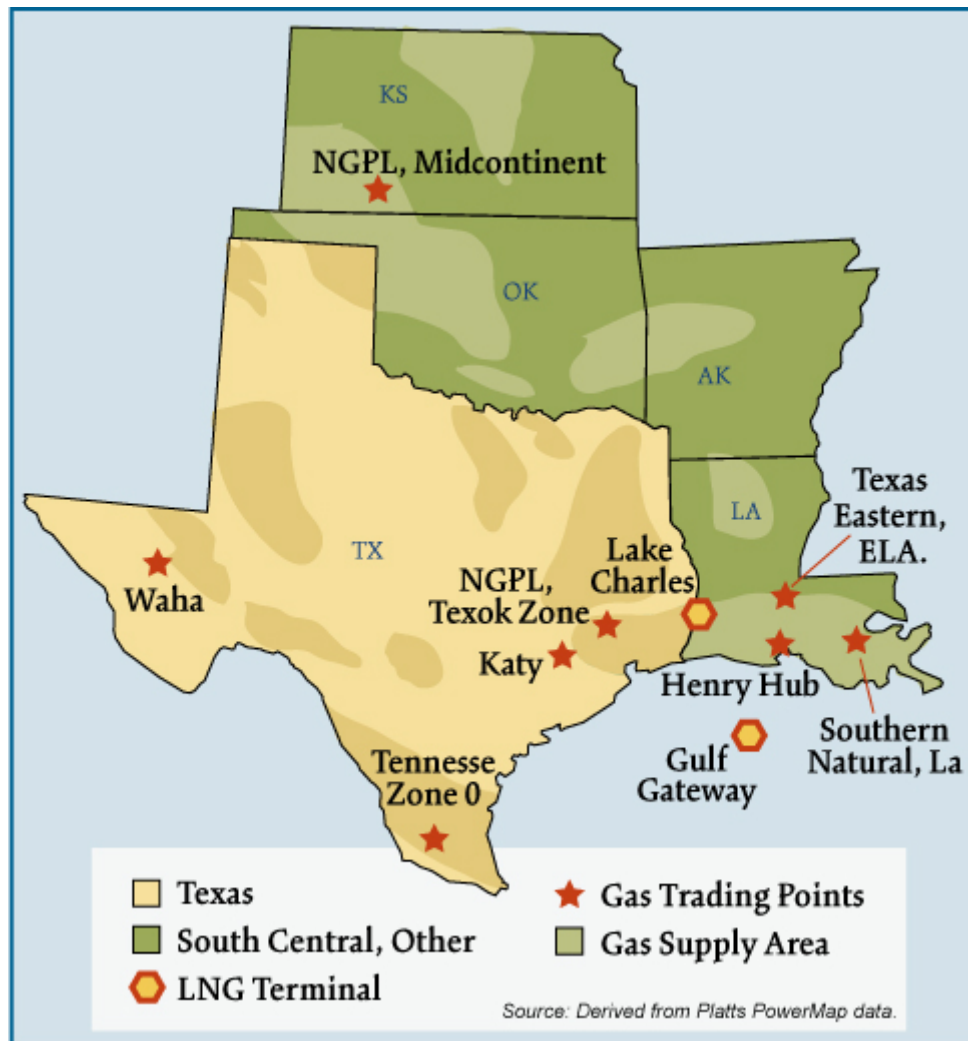 KS
NGPL, Midcontinent
OK
AK
LA
Texas
Eastern,
ELA.
TX
Lake
Charles
NGPL,
Texok Zone
Waha
Katy
Henry Hub
Southern
Natural, La
Gulf
Gateway
Tennesse
Zone 0
Texas
South Central, Other
LNG Terminal
Gas Trading Points
Gas Supply Area
Source: Derived from Platts PowerMap data.